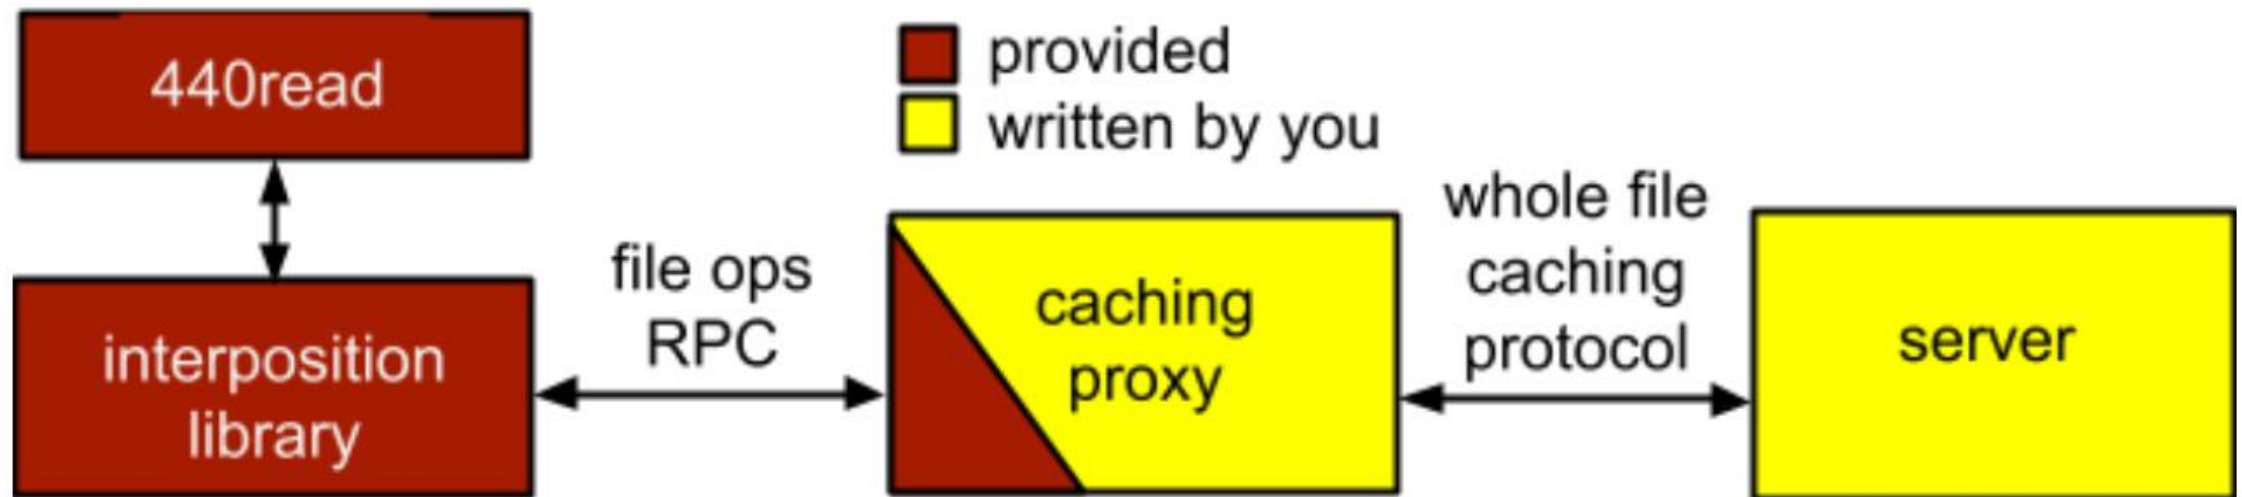 440read
provided
written by you
interposition
library
file ops
RPC
caching
proxy
whole file
caching
protocol
server